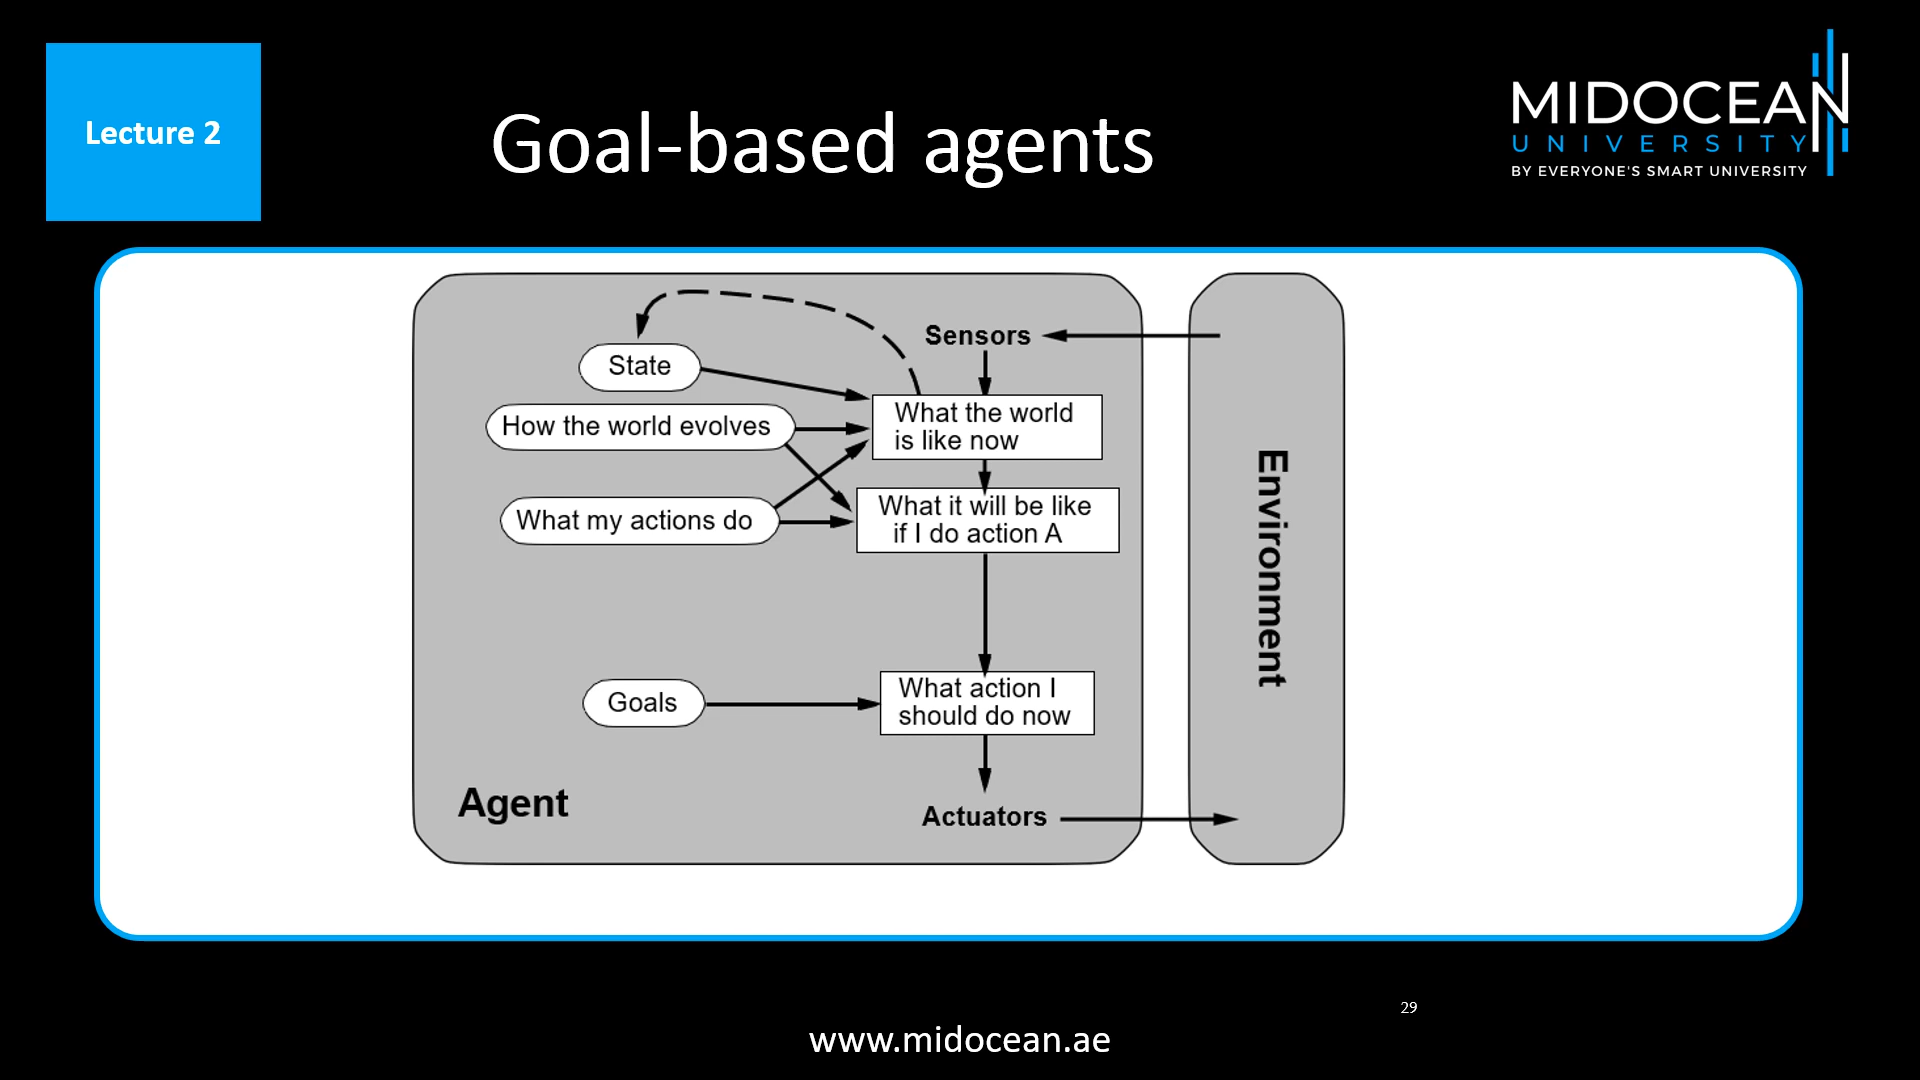 Lecture 2
Goal-based agents
MIDOCEAN
UNIVERSITY
BY EVERYONE'S SMART UNIVERSITY
Sensors
State
What the world
is like now
How the world evolves
What my actions do
What it will be like
if I do action A
Goals
What action I
should do now
Agent
Actuators
Environment
29
www.midocean.ae